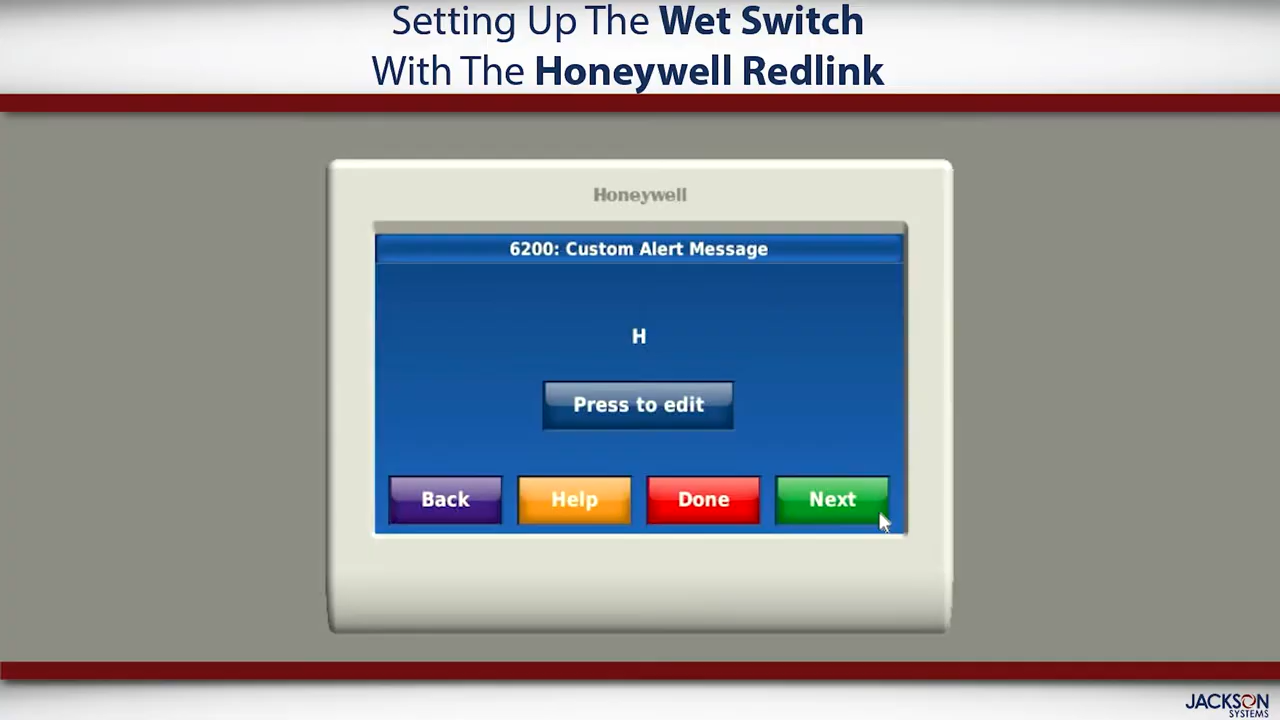 Setting Up The Wet Switch
With The Honeywell Redlink
Honeywell
6200: Custom Alert Message
H
Press to edit
Back Help Done Next
JACKSON
SYSTEMS